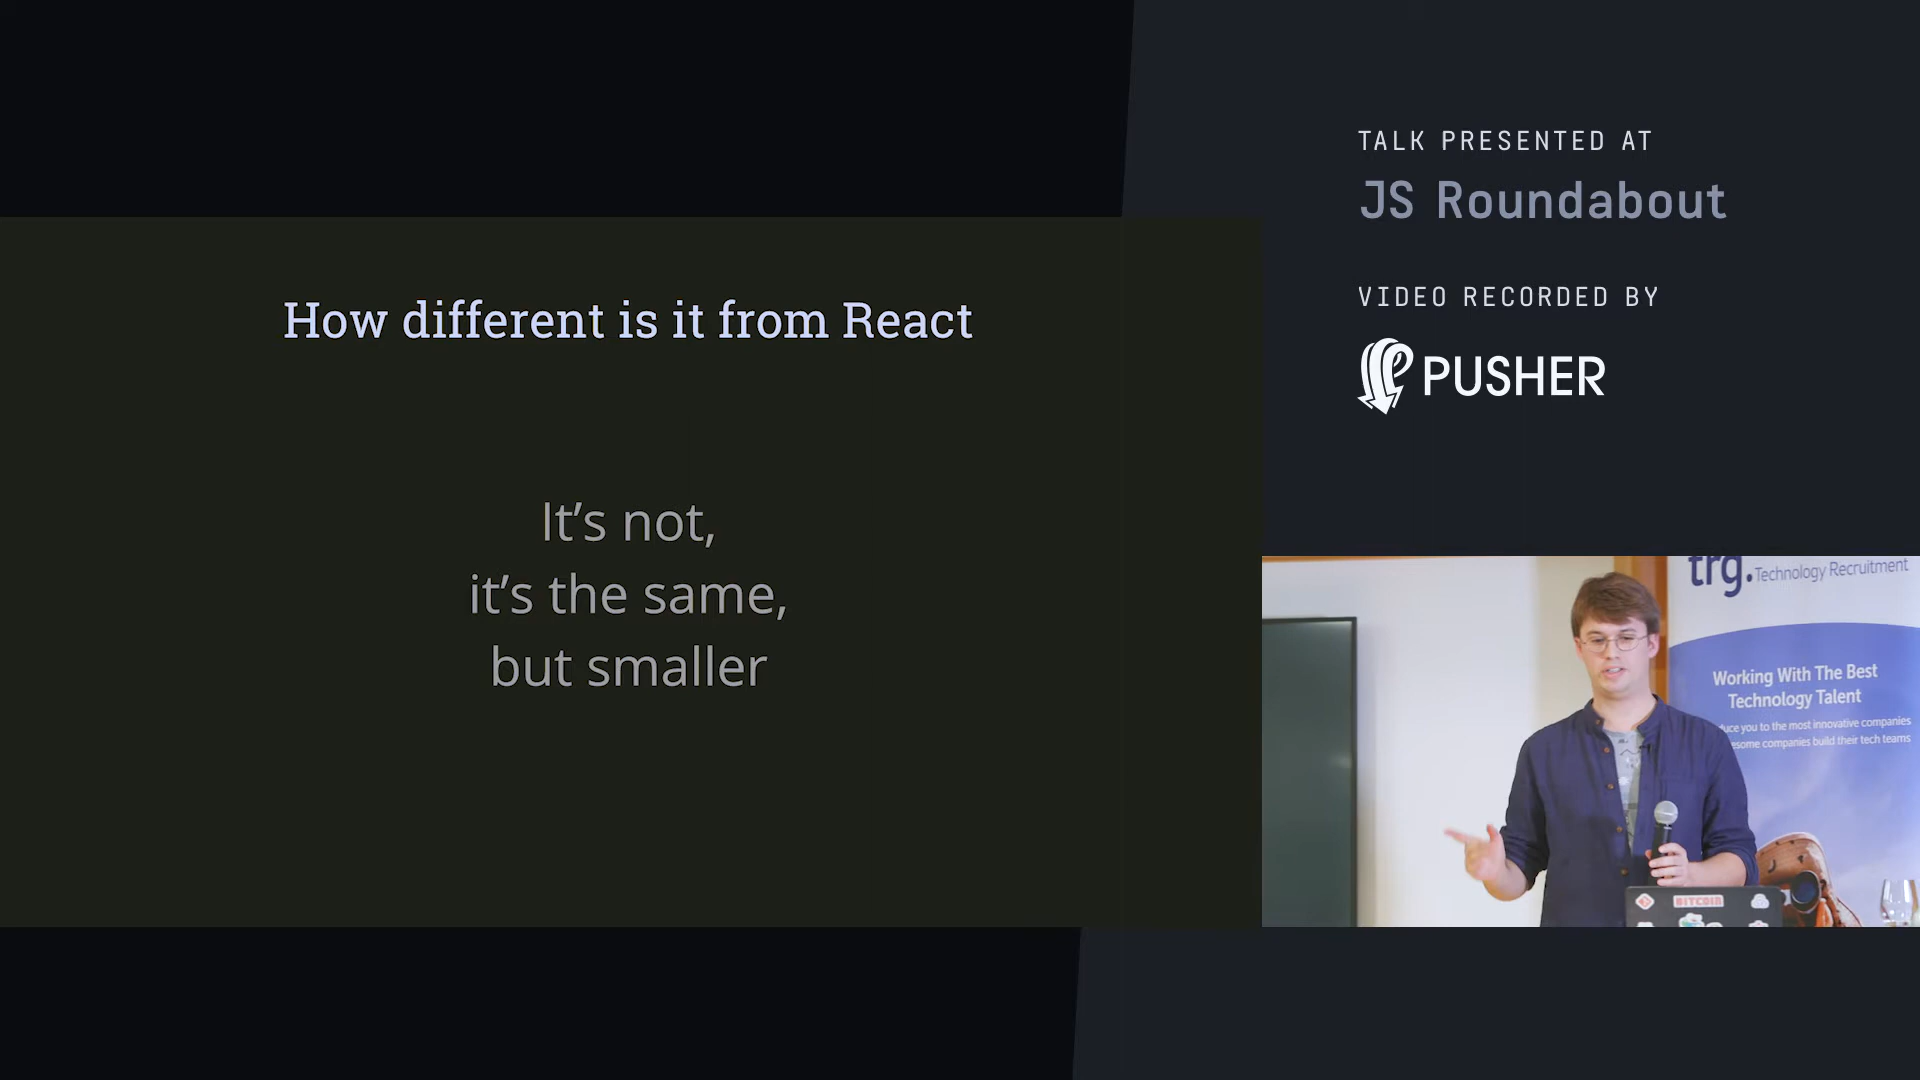 TALK PRESENTED AT
JS Roundabout
VIDEO RECORDED BY
PUSHER
How different is it from React
It’s not,
it’s the same,
but smaller
trg. Technology Recruitment
Working With The Best
Technology Talent
you to the most innovative companies
companies build their tech teams
BITCOIN